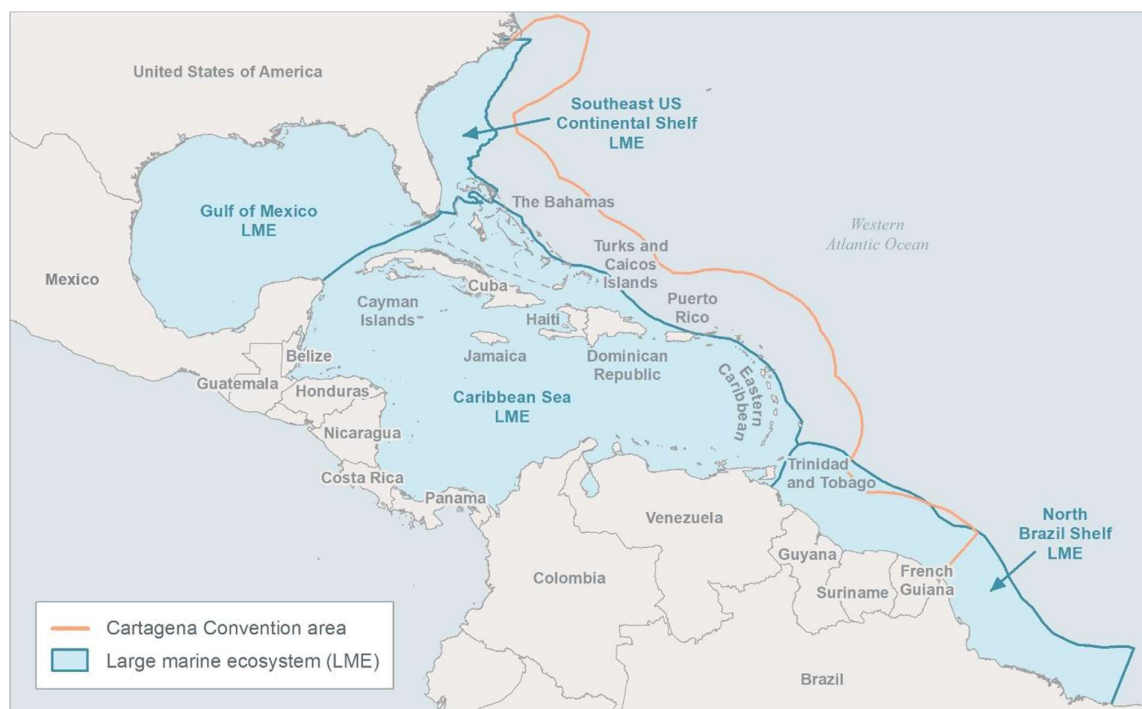 United States of America
Southeast US
Continental Shelf
LME
Gulf of Mexico
LME
The Bahamas
Western
Atlantic Ocean
Mexico
Turks and
Caicos
Islands
Cuba
Cayman
Islands
Puerto
Rico
Haiti
Jamaica
Dominican
Republic
Belize
Guatemala
Honduras
Caribbean Sea
LME
Eastern
Caribbean
Nicaragua
Costa Rica
Panama
Trinidad
and Tobago
Venezuela
North
Brazil Shelf
LME
Guyana
Colombia
Suriname
French
Guiana
Brazil
Cartagena Convention area
Large marine ecosystem (LME)